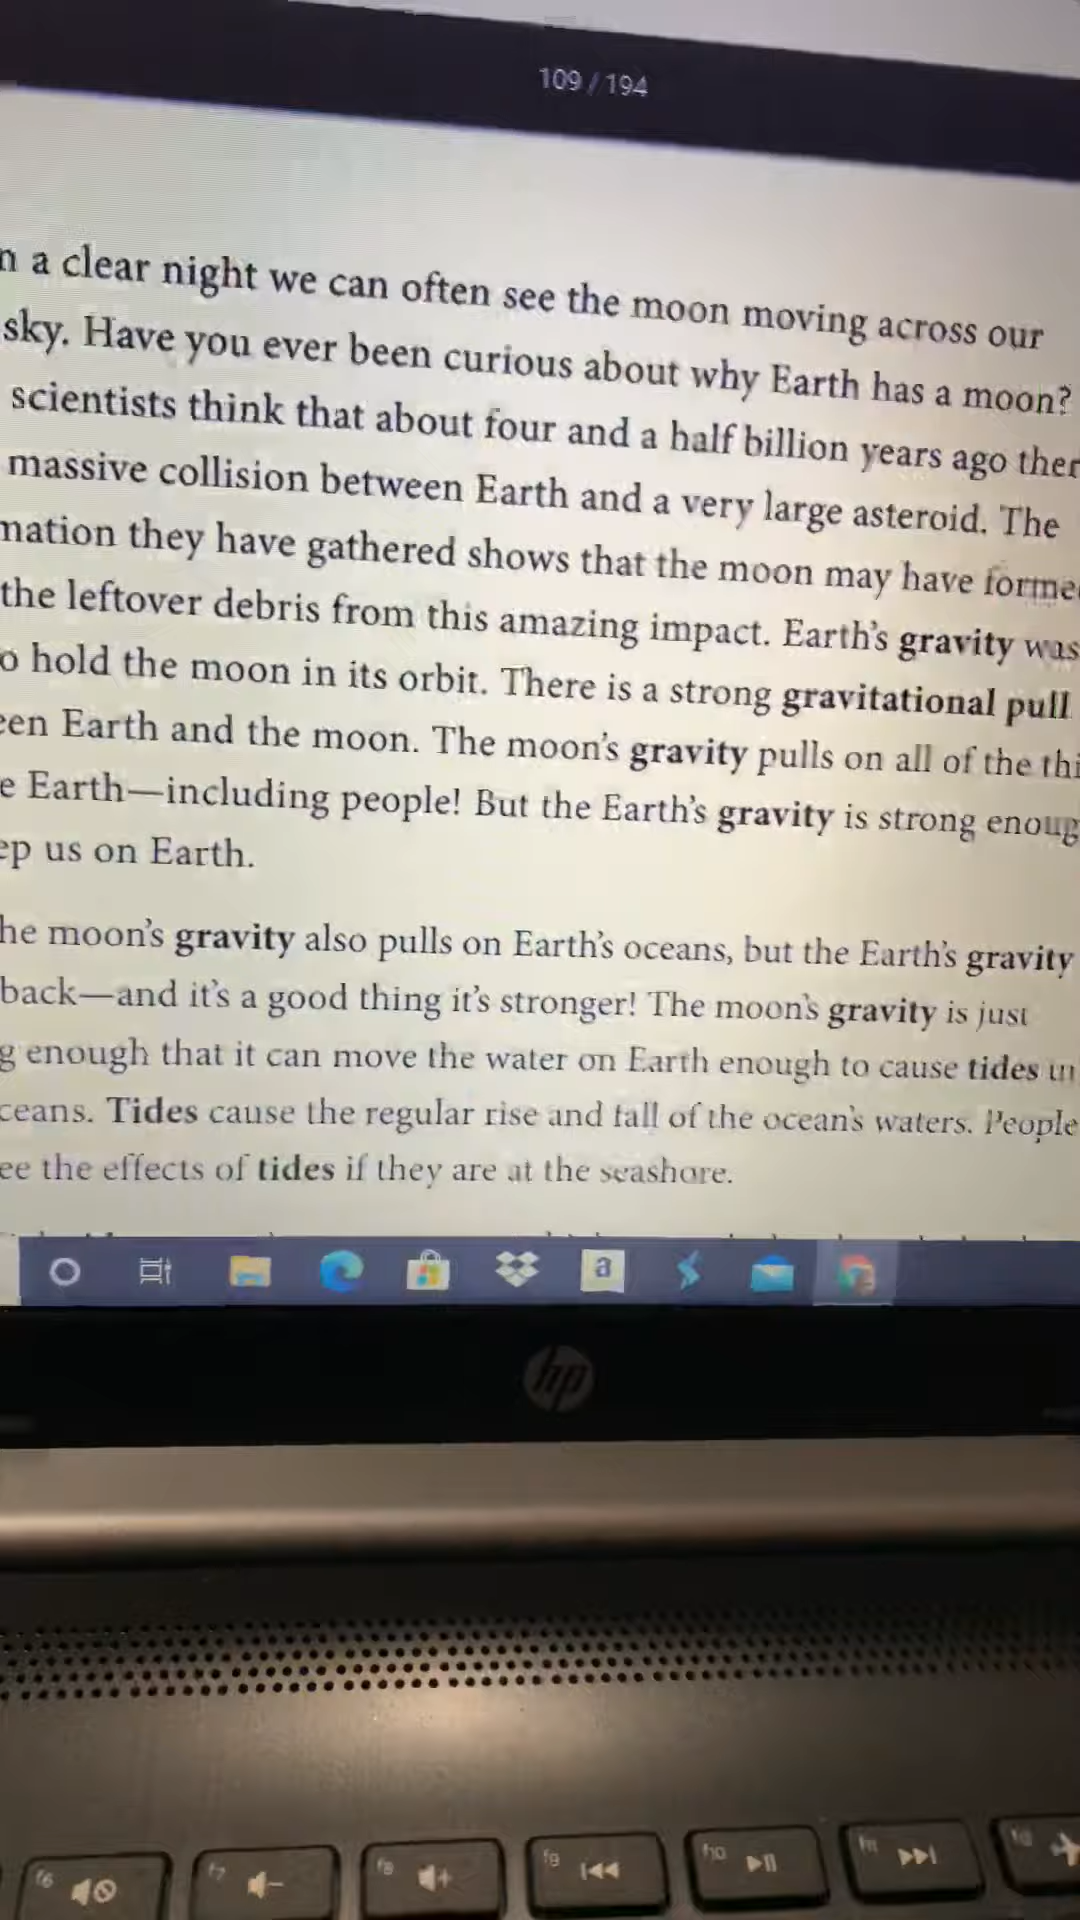 109 / 194
n a clear night we can often see the moon moving across our
sky. Have you ever been curious about why Earth has a moon?
scientists think that about four and a half billion years ago ther
massive collision between Earth and a very large asteroid. The
mation they have gathered shows that the moon may have forme
the leftover debris from this amazing impact. Earth's gravity was
o hold the moon in its orbit. There is a strong gravitational pull
een Earth and the moon. The moon's gravity pulls on all of the thi
e Earth—including people! But the Earth's gravity is strong enoug
ep us on Earth.
he moon's gravity also pulls on Earth's oceans, but the Earth's gravity
back—and it's a good thing it's stronger! The moon's gravity is just
g enough that it can move the water on Earth enough to cause tides in
ceans. Tides cause the regular rise and fall of the ocean's waters. People
ee the effects of tides if they are at the seashore.
a
hp
f6 f7 f8 f9 f10 f11